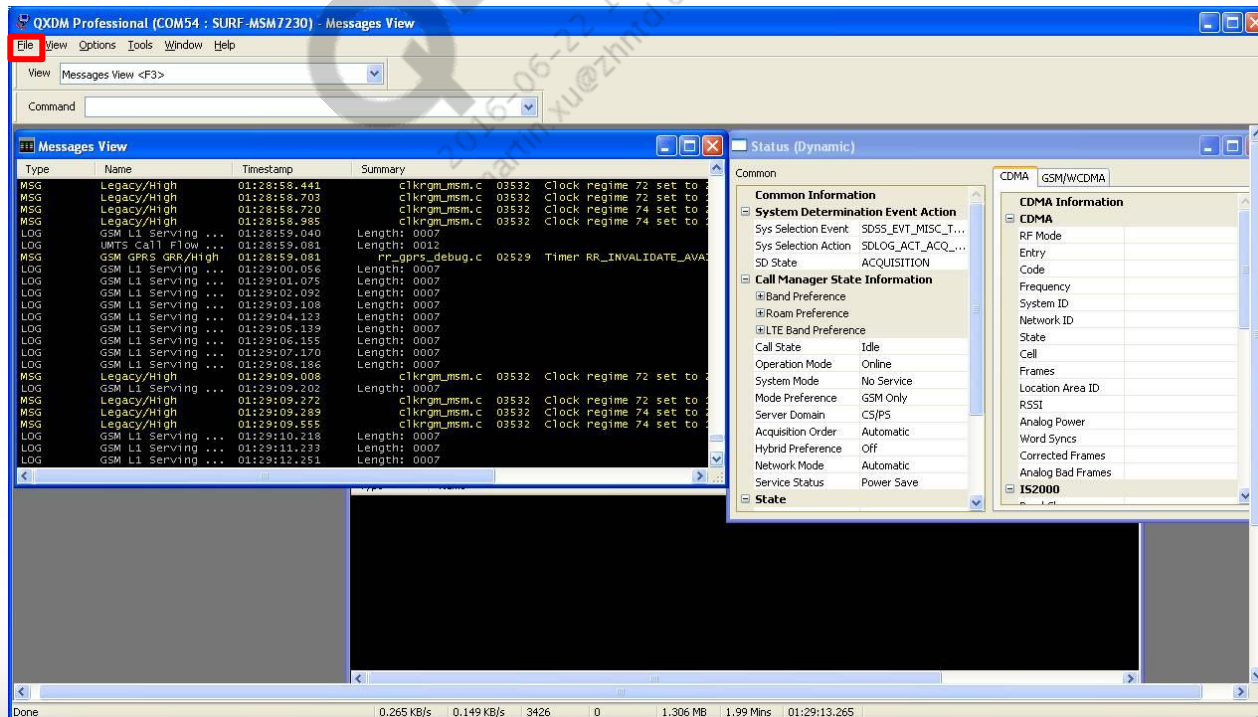 QXDM Professional (COM54 : SURF-MSM7230) - Messages View
File View Options Tools Window Help
View Messages View <F3>
Command
2016-06-22
Messages View
Type Name Timestamp Summary
MSG Legacy/High 01:28:58.441 clkrgm_msm.c 03532 Clock regime 72 set to
MSG Legacy/High 01:28:58.703 clkrgm_msm.c 03532 Clock regime 72 set to
MSG Legacy/High 01:28:58.720 clkrgm_msm.c 03532 Clock regime 74 set to
MSG Legacy/High 01:28:58.985 clkrgm_msm.c 03532 Clock regime 74 set to
LOG GSM L1 Serving ... 01:28:59.040 Length: 0007
LOG UMTS Call Flow ... 01:28:59.081 Length: 0012
MSG GSM GPRS GRR/High 01:28:59.081 rr_gprs_debug.c 02529 Timer RR_INVALIDATE_AVA
LOG GSM L1 Serving ... 01:29:00.056 Length: 0007
LOG GSM L1 Serving ... 01:29:01.075 Length: 0007
LOG GSM L1 Serving ... 01:29:02.092 Length: 0007
LOG GSM L1 Serving ... 01:29:03.108 Length: 0007
LOG GSM L1 Serving ... 01:29:04.123 Length: 0007
LOG GSM L1 Serving ... 01:29:05.139 Length: 0007
LOG GSM L1 Serving ... 01:29:06.155 Length: 0007
LOG GSM L1 Serving ... 01:29:07.170 Length: 0007
LOG GSM L1 Serving ... 01:29:08.186 Length: 0007
MSG Legacy/High 01:29:09.008 clkrgm_msm.c 03532 Clock regime 72 set to
LOG GSM L1 Serving ... 01:29:09.202 Length: 0007
MSG Legacy/High 01:29:09.272 clkrgm_msm.c 03532 Clock regime 72 set to
MSG Legacy/High 01:29:09.289 clkrgm_msm.c 03532 Clock regime 74 set to
MSG Legacy/High 01:29:09.555 clkrgm_msm.c 03532 Clock regime 74 set to
LOG GSM L1 Serving ... 01:29:10.218 Length: 0007
LOG GSM L1 Serving ... 01:29:11.233 Length: 0007
LOG GSM L1 Serving ... 01:29:12.251 Length: 0007
Status (Dynamic)
Common
Common Information
System Determination Event Action
Sys Selection Event SDSS_EVT_MISC_T...
Sys Selection Action SDLOG_ACT_ACQ_...
SD State ACQUISITION
Call Manager State Information
Band Preference
Roam Preference
LTE Band Preference
Call State Idle
Operation Mode Online
System Mode No Service
Mode Preference GSM Only
Server Domain CS/PS
Acquisition Order Automatic
Hybrid Preference Off
Network Mode Automatic
Service Status Power Save
State
CDMA GSM/WCDMA
CDMA Information
CDMA
RF Mode
Entry
Code
Frequency
System ID
Network ID
State
Cell
Frames
Location Area ID
RSSI
Analog Power
Word Syncs
Corrected Frames
Analog Bad Frames
IS2000
Done 0.265 KB/s 0.149 KB/s 3426 0 1.306 MB 1.99 Mins 01:29:13.265